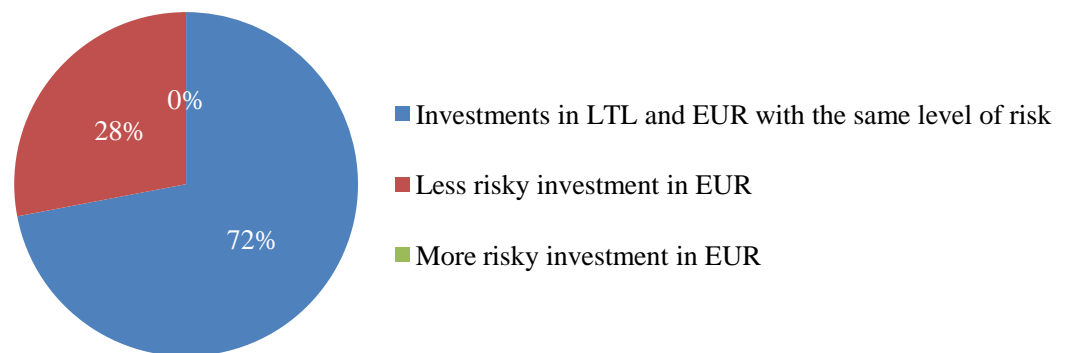 0%
28%
72%
Investments in LTL and EUR with the same level of risk
Less risky investment in EUR
More risky investment in EUR